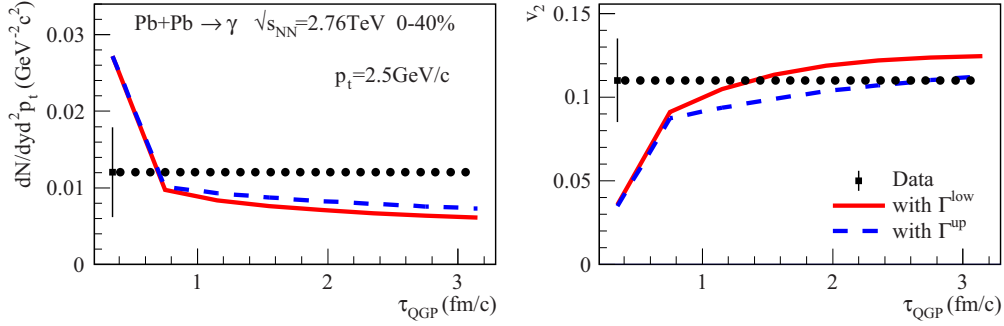 dN/dyd²pₜ (GeV⁻²c²)
0.03
0.02
0.01
0
Pb+Pb → γ √sNN=2.76TeV 0-40%
pₜ=2.5GeV/c
1
2
3
τQGP (fm/c)
v₂
0.15
0.1
0.05
0
Data
with Γˡᵒʷ
with Γᵘᵖ
1
2
3
τQGP (fm/c)